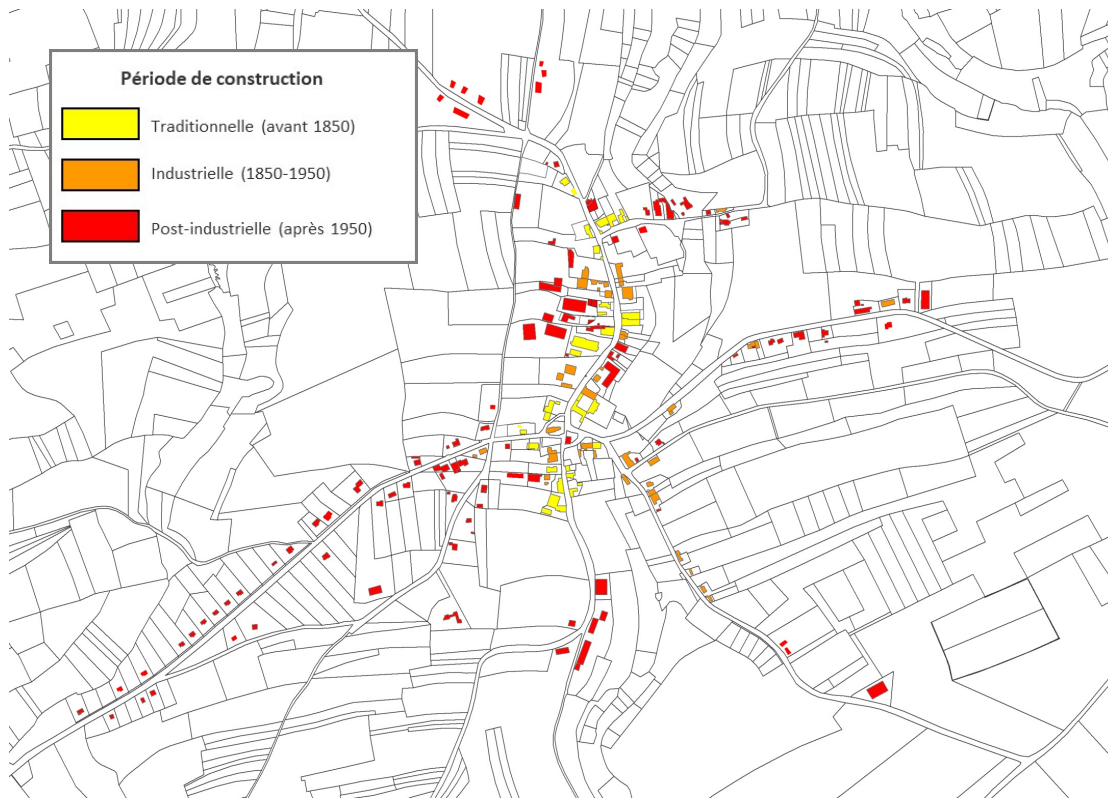 Période de construction
Traditionnelle (avant 1850)
Industrielle (1850-1950)
Post-industrielle (après 1950)